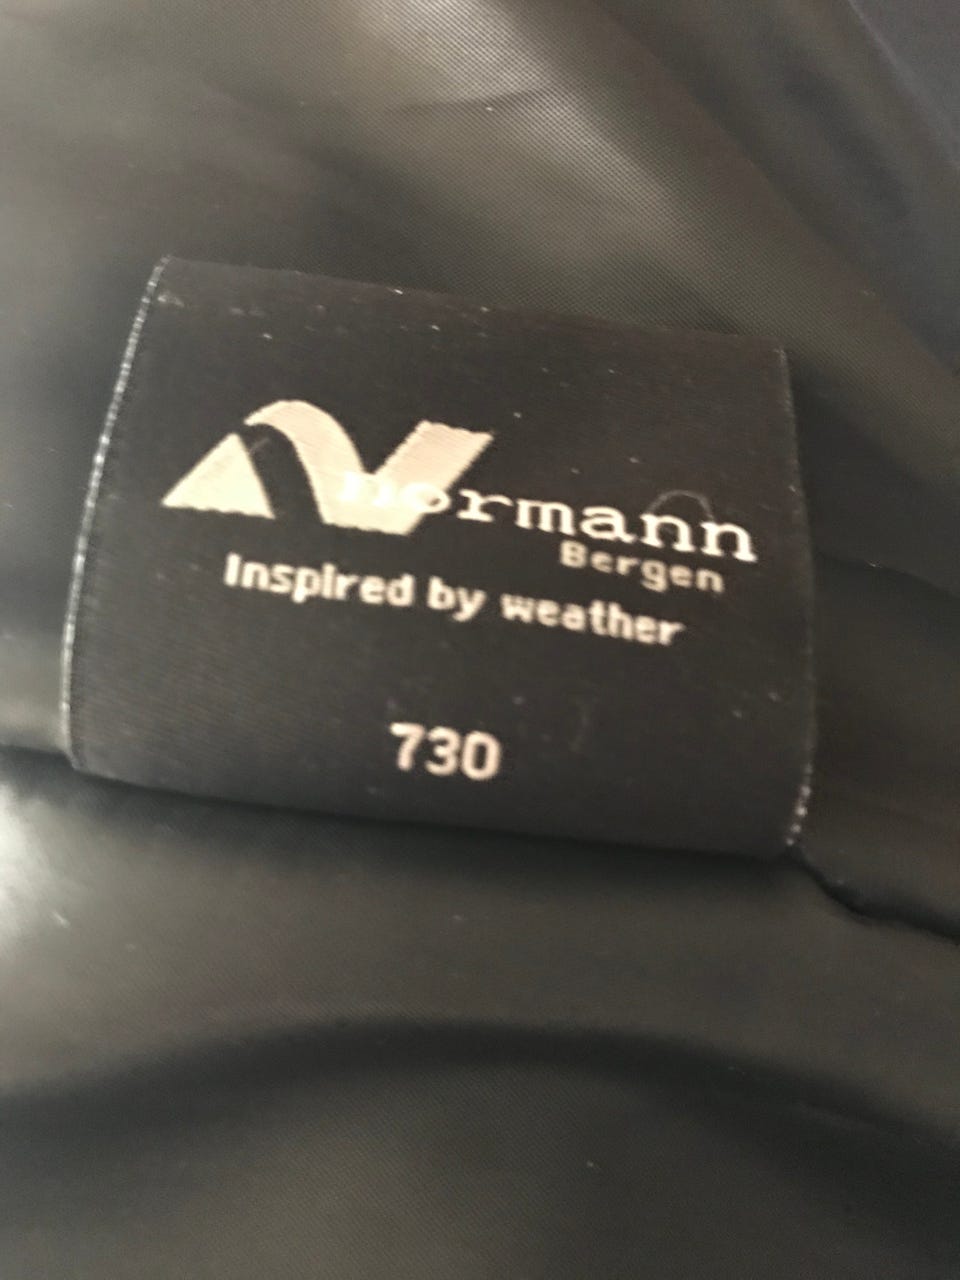 normann
Bergen
Inspired by weather
730